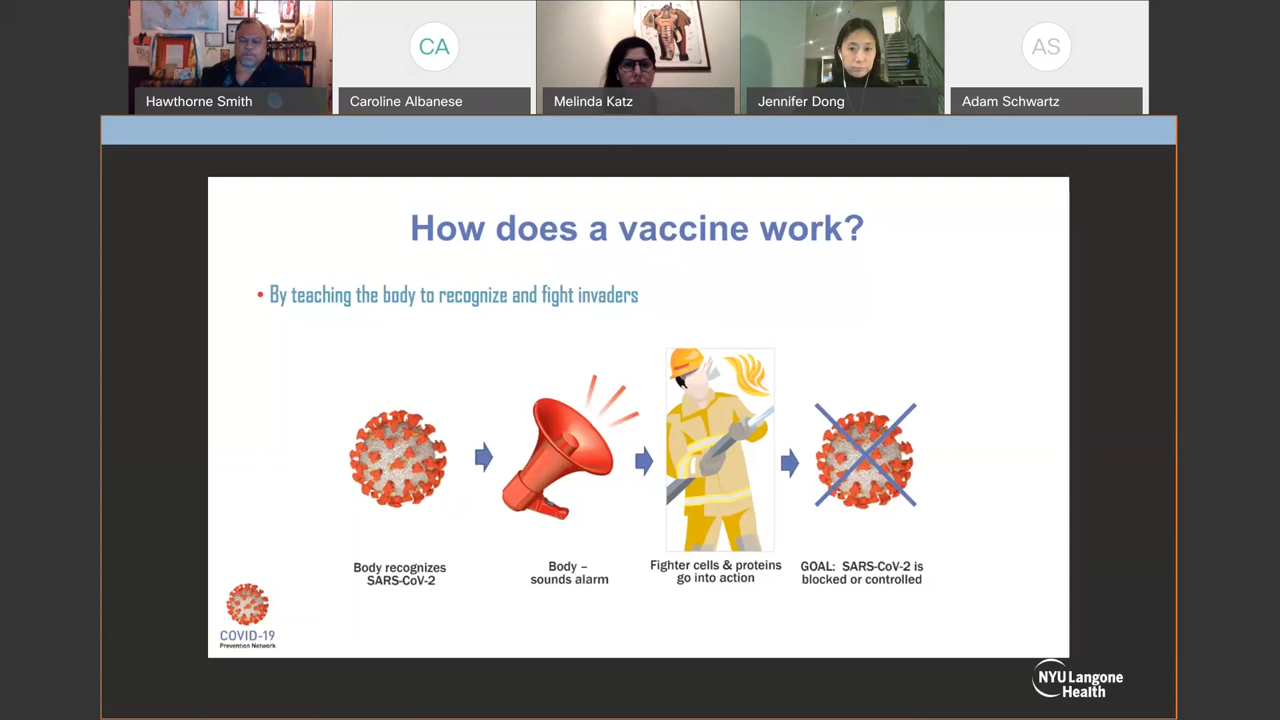 CA
AS
Hawthorne Smith
Caroline Albanese
Melinda Katz
Jennifer Dong
Adam Schwartz
How does a vaccine work?
• By teaching the body to recognize and fight invaders
Body recognizes
SARS-CoV-2
Body –
sounds alarm
Fighter cells & proteins
go into action
GOAL: SARS-CoV-2 is
blocked or controlled
COVID-19
Prevention Network
NYU Langone
Health